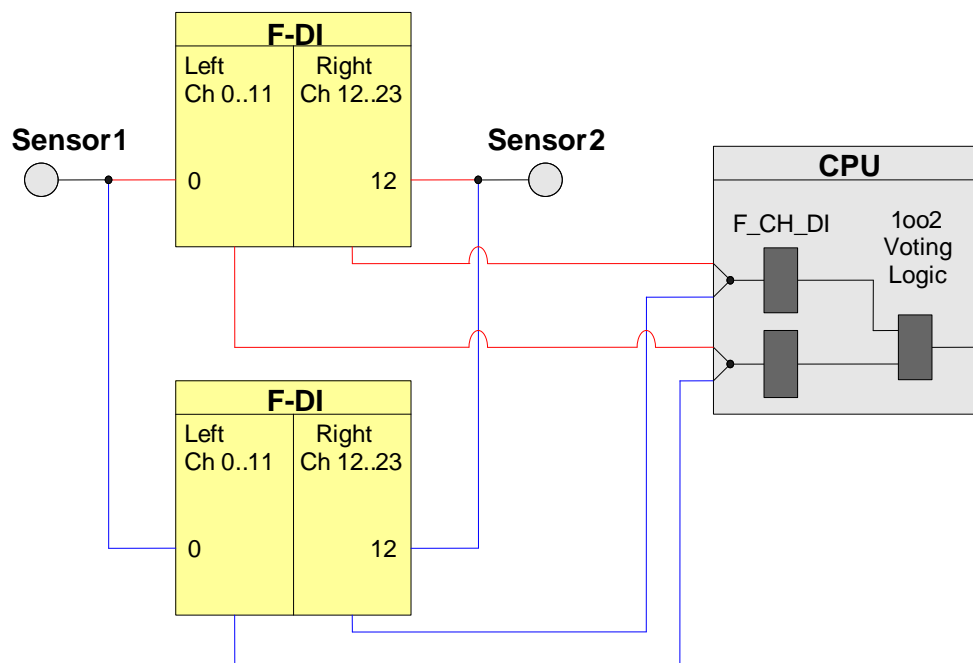 F-DI
Left
Ch 0..11
Right
Ch 12..23
Sensor1
Sensor2
0
12
CPU
F_CH_DI
1oo2
Voting
Logic
F-DI
Left
Ch 0..11
Right
Ch 12..23
0
12